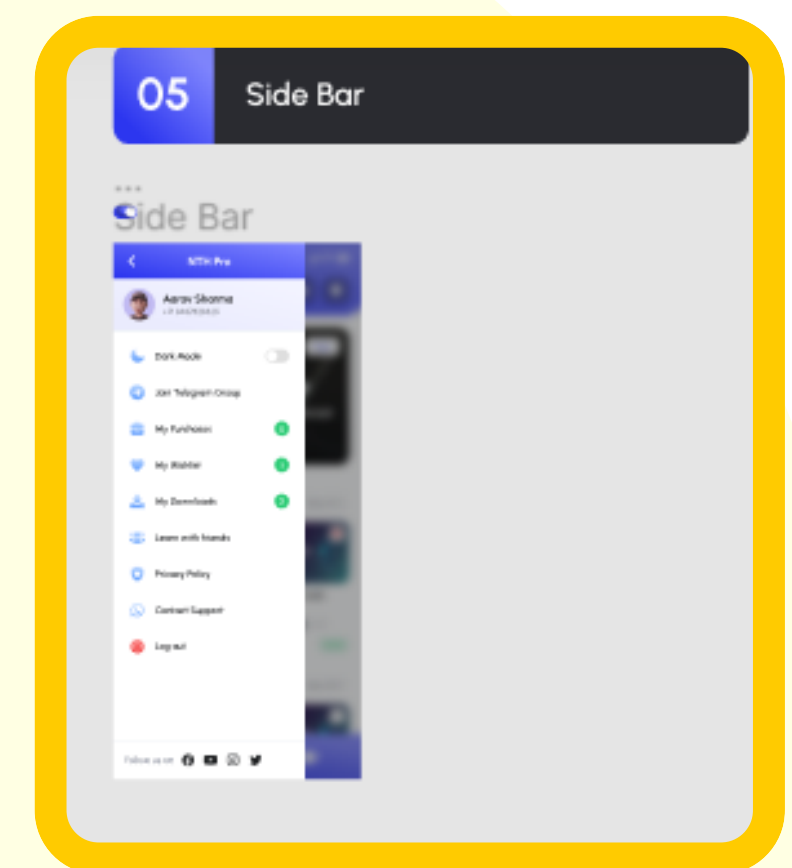 05 Side Bar
Side Bar
NTH Pro
Aarav Sharma
Dark Mode
Join Telegram Group
My Purchases
My Wishlist
My Downloads
Learn with friends
Privacy Policy
Contact Support
Log out
Follow us on